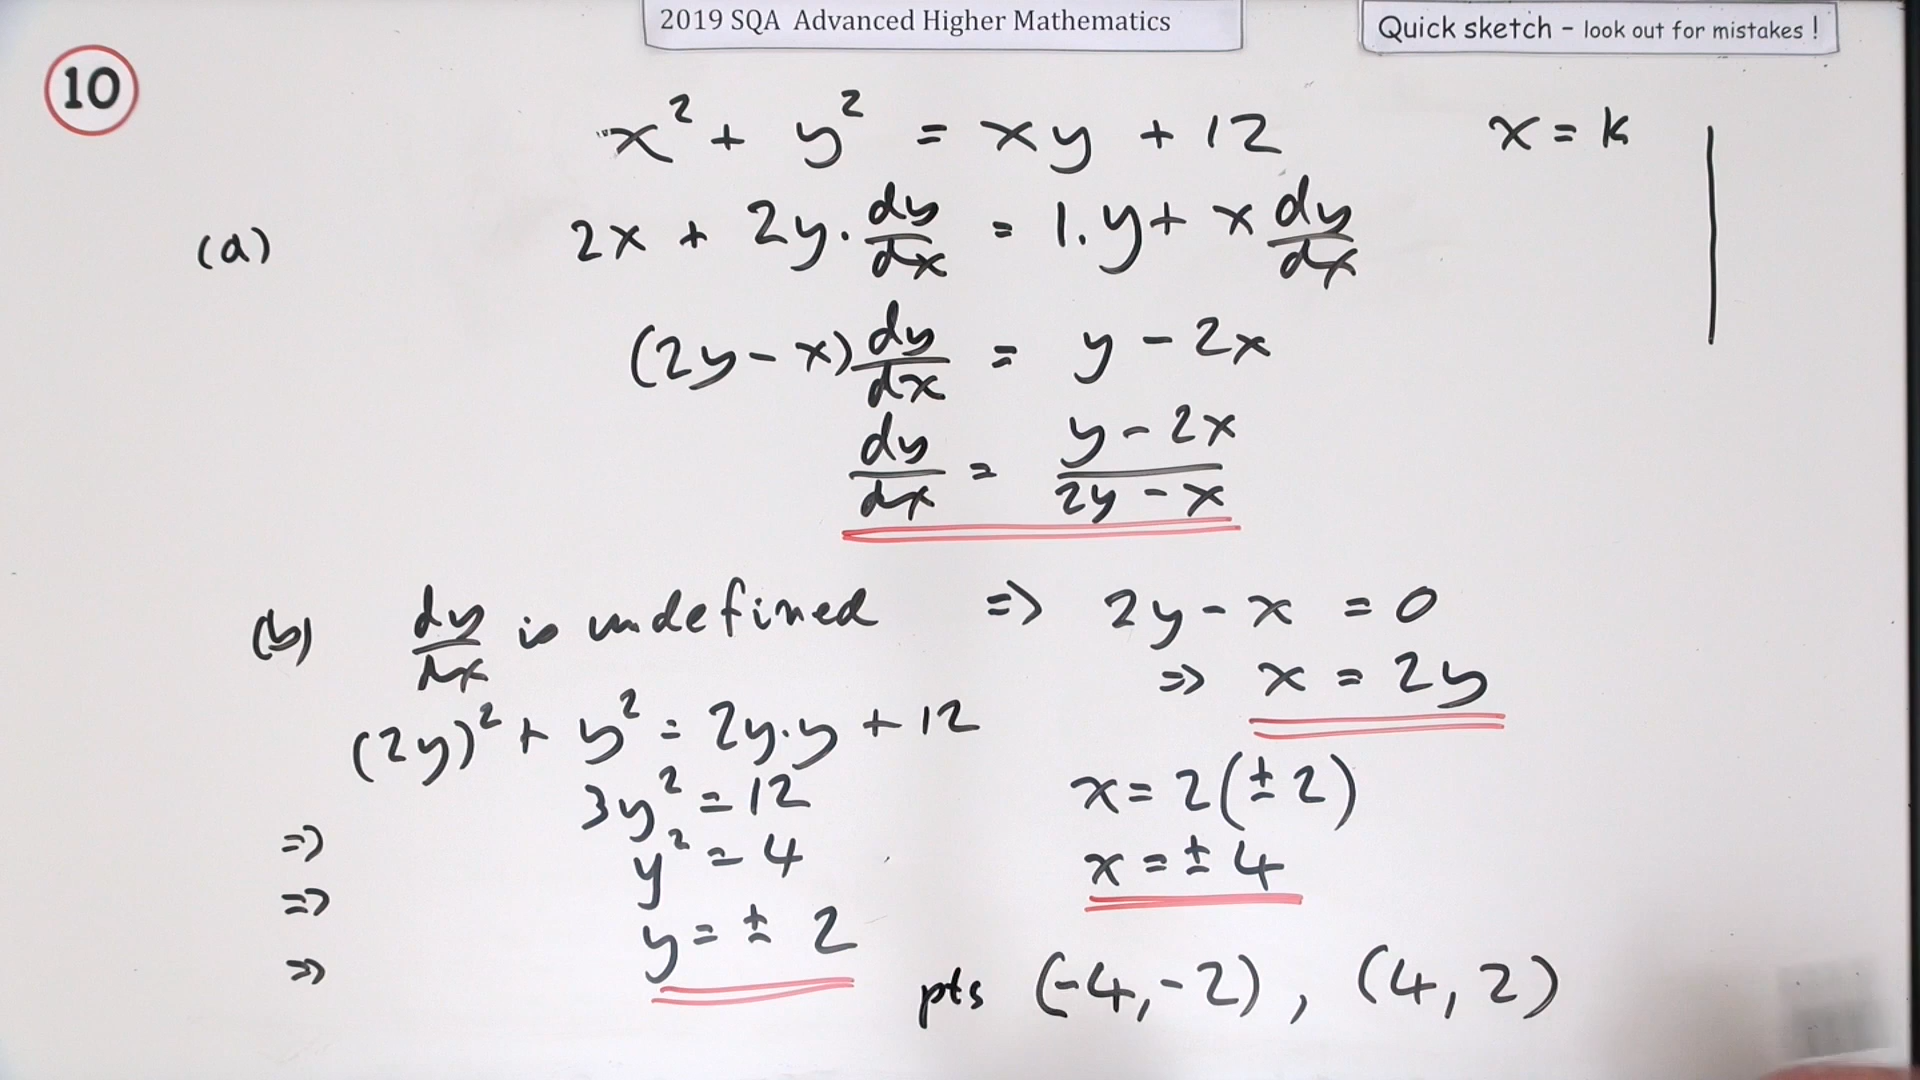 2019 SQA Advanced Higher Mathematics
Quick sketch – look out for mistakes !
10
x² + y² = xy + 12
x = k
(a)
2x + 2y . dy/dx = 1.y + x dy/dx
(2y - x) dy/dx = y - 2x
dy/dx = (y - 2x)/(2y - x)
(b) dy/dx is undefined => 2y - x = 0
=> x = 2y
(2y)² + y² = 2y.y + 12
3y² = 12
x = 2(± 2)
=> y² = 4
x = ± 4
=> y = ± 2
=>
pts (-4,-2) , (4, 2)